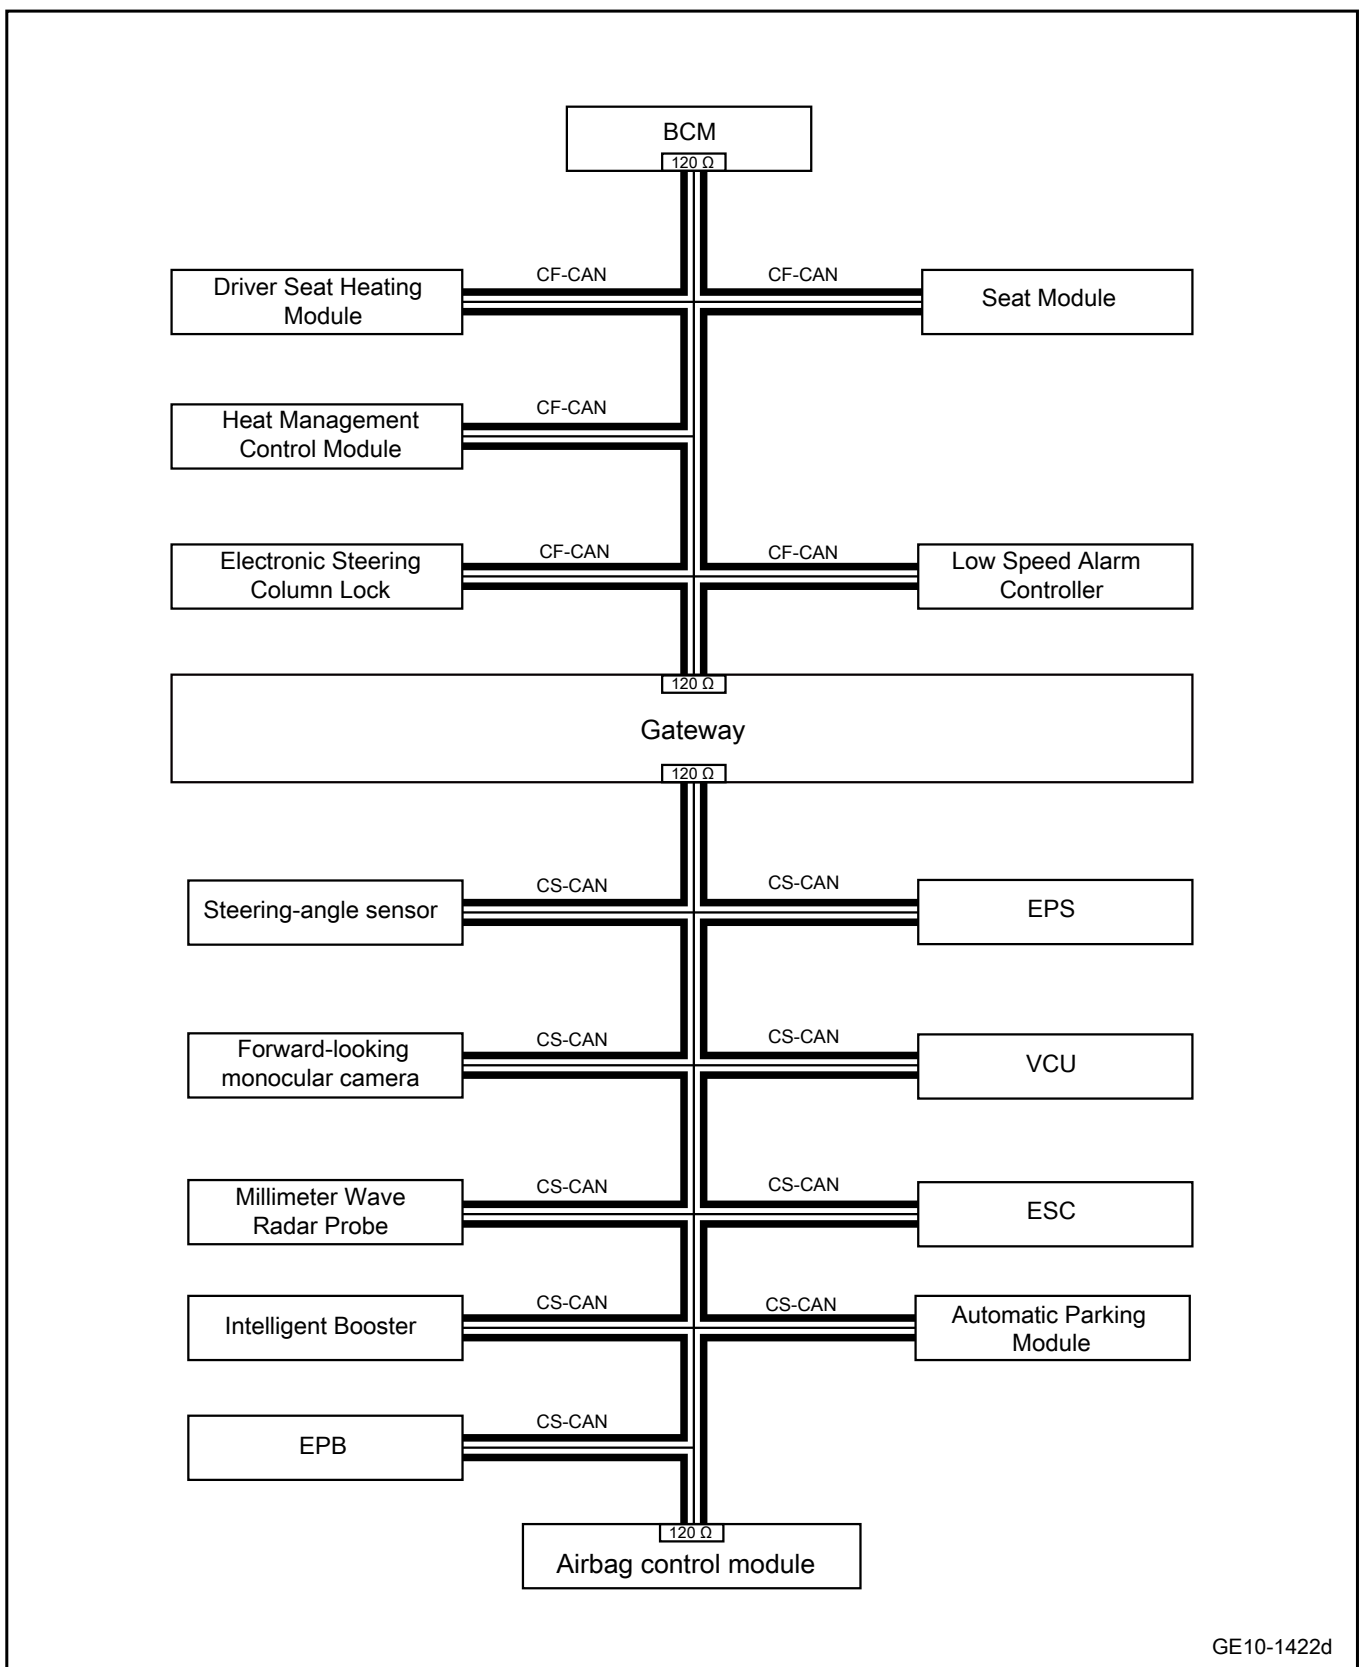 BCM
120 Ω
CF-CAN
CF-CAN
Driver Seat Heating
Module
Seat Module
CF-CAN
Heat Management
Control Module
CF-CAN
CF-CAN
Electronic Steering
Column Lock
Low Speed Alarm
Controller
120 Ω
Gateway
120 Ω
CS-CAN
CS-CAN
Steering-angle sensor
EPS
CS-CAN
CS-CAN
Forward-looking
monocular camera
VCU
CS-CAN
CS-CAN
Millimeter Wave
Radar Probe
ESC
CS-CAN
CS-CAN
Intelligent Booster
Automatic Parking
Module
CS-CAN
EPB
120 Ω
Airbag control module
GE10-1422d